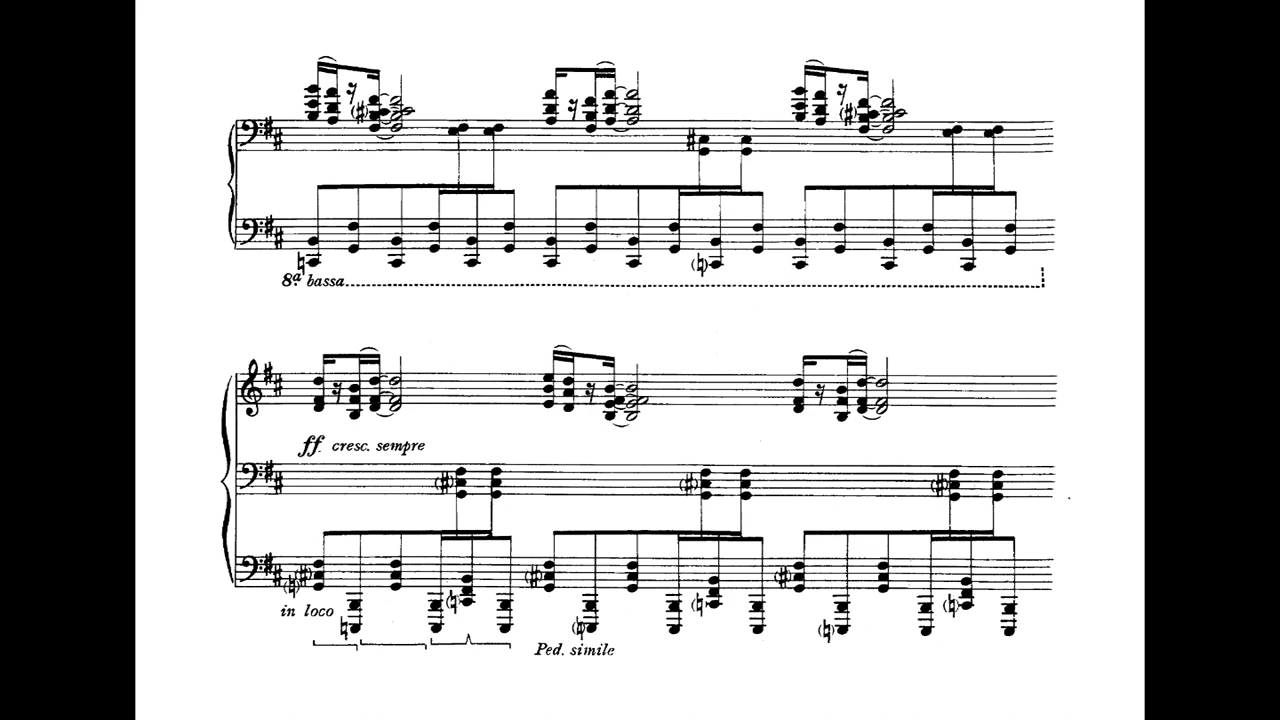 8ª bassa
ff cresc. sempre
in loco
Ped. simile